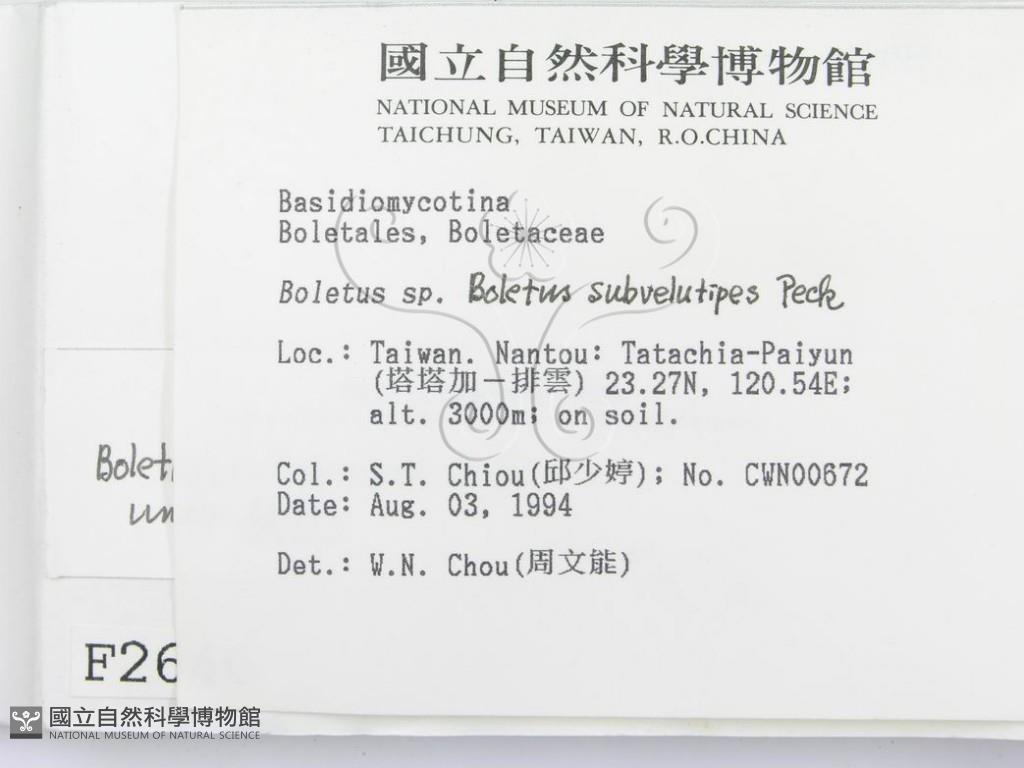 國立自然科學博物館
NATIONAL MUSEUM OF NATURAL SCIENCE
TAICHUNG, TAIWAN, R.O.CHINA
Basidiomycotina
Boletales, Boletaceae
Boletus sp. Boletus subvelutipes Peck
Loc.: Taiwan. Nantou: Tatachia-Paiyun
(塔塔加－排雲) 23.27N, 120.54E;
alt. 3000m; on soil.
Col.: S.T. Chiou(邱少婷); No. CWN00672
Date: Aug. 03, 1994
Det.: W.N. Chou(周文能)
Bolet
un
F26
國立自然科學博物館
NATIONAL MUSEUM OF NATURAL SCIENCE